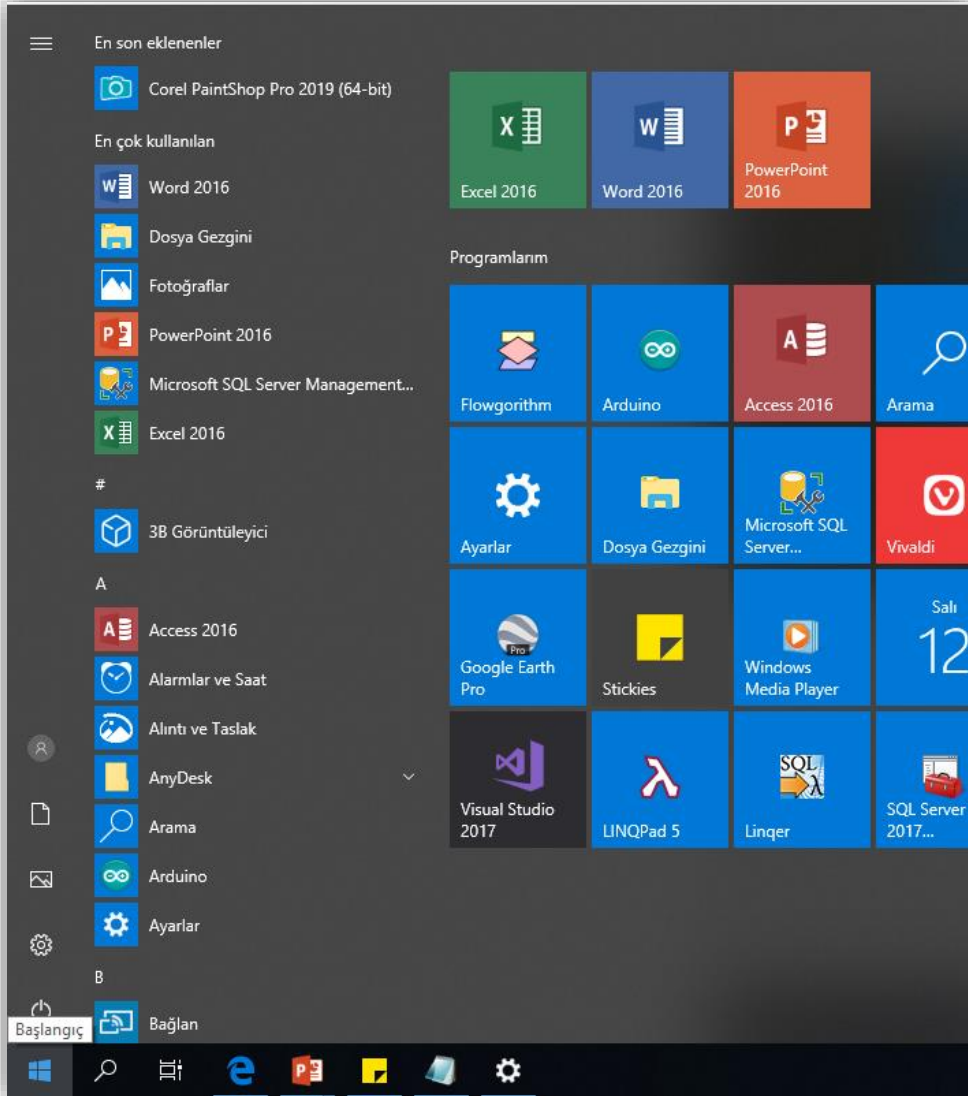 En son eklenenler
Corel PaintShop Pro 2019 (64-bit)
En çok kullanılan
Word 2016
Dosya Gezgini
Fotoğraflar
PowerPoint 2016
Microsoft SQL Server Management...
Excel 2016
#
3B Görüntüleyici
A
Access 2016
Alarmlar ve Saat
Alıntı ve Taslak
AnyDesk
Arama
Arduino
Ayarlar
B
Bağlan
Başlangıç
Excel 2016
Word 2016
PowerPoint
2016
Programlarım
Flowgorithm
Arduino
Access 2016
Arama
Ayarlar
Dosya Gezgini
Microsoft SQL
Server...
Vivaldi
Pro
Google Earth
Pro
Stickies
Windows
Media Player
Salı
12
Visual Studio
2017
LINQPad 5
SQL
Linqer
SQL Server
2017...